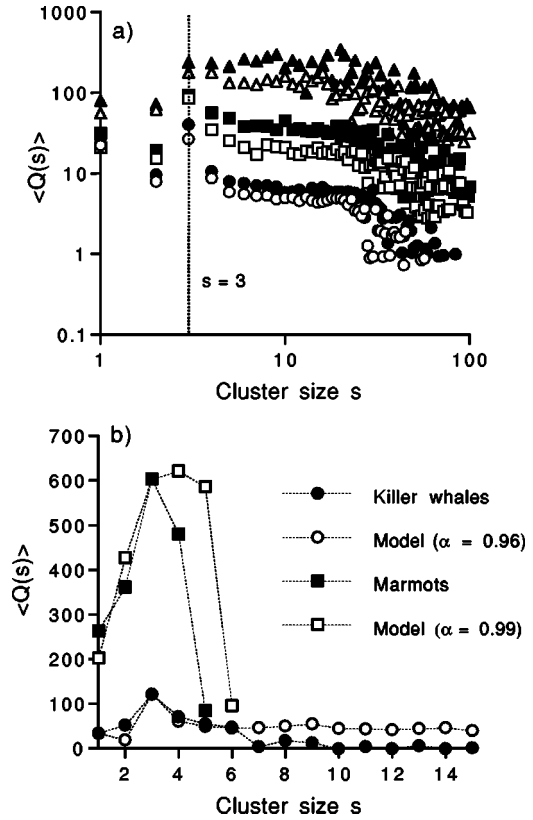 a)
1000
100
10
1
0.1
<Q(s)>
s = 3
1
10
100
Cluster size s
b)
700
600
500
400
300
200
100
0
<Q(s)>
Killer whales
Model (α = 0.96)
Marmots
Model (α = 0.99)
2 4 6 8 10 12 14
Cluster size s